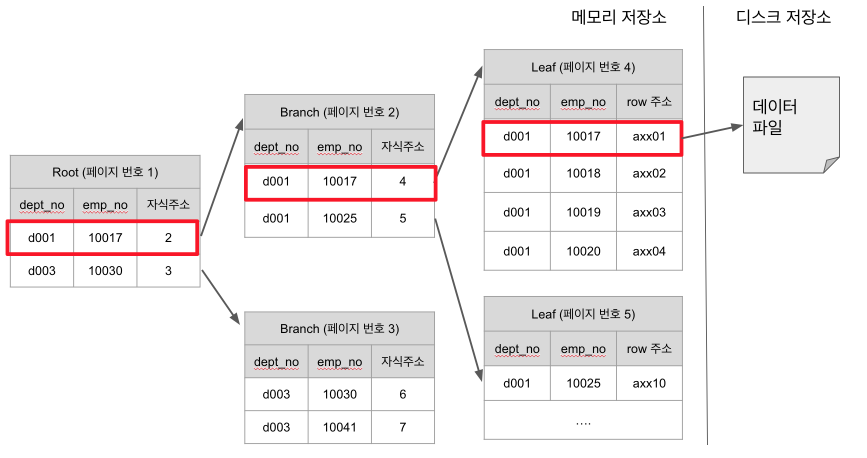 메모리 저장소
디스크 저장소
Root (페이지 번호 1)
dept_no emp_no 자식주소
d001 10017 2
d003 10030 3
Branch (페이지 번호 2)
dept_no emp_no 자식주소
d001 10017 4
d001 10025 5
Branch (페이지 번호 3)
dept_no emp_no 자식주소
d003 10030 6
d003 10041 7
Leaf (페이지 번호 4)
dept_no emp_no row 주소
d001 10017 axx01
d001 10018 axx02
d001 10019 axx03
d001 10020 axx04
Leaf (페이지 번호 5)
dept_no emp_no row 주소
d001 10025 axx10
....
데이터
파일